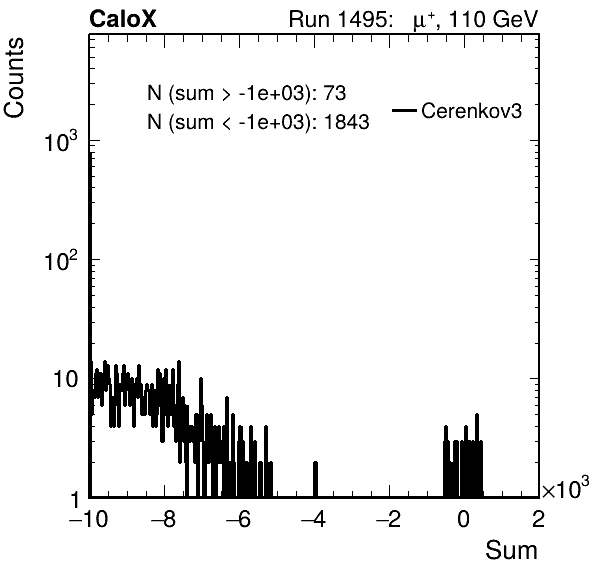 CaloX Run 1495: μ⁺, 110 GeV
Counts
N (sum > -1e+03): 73
N (sum < -1e+03): 1843
Cerenkov3
10³
10²
10
1
−10 −8 −6 −4 −2 0 2
×10³
Sum